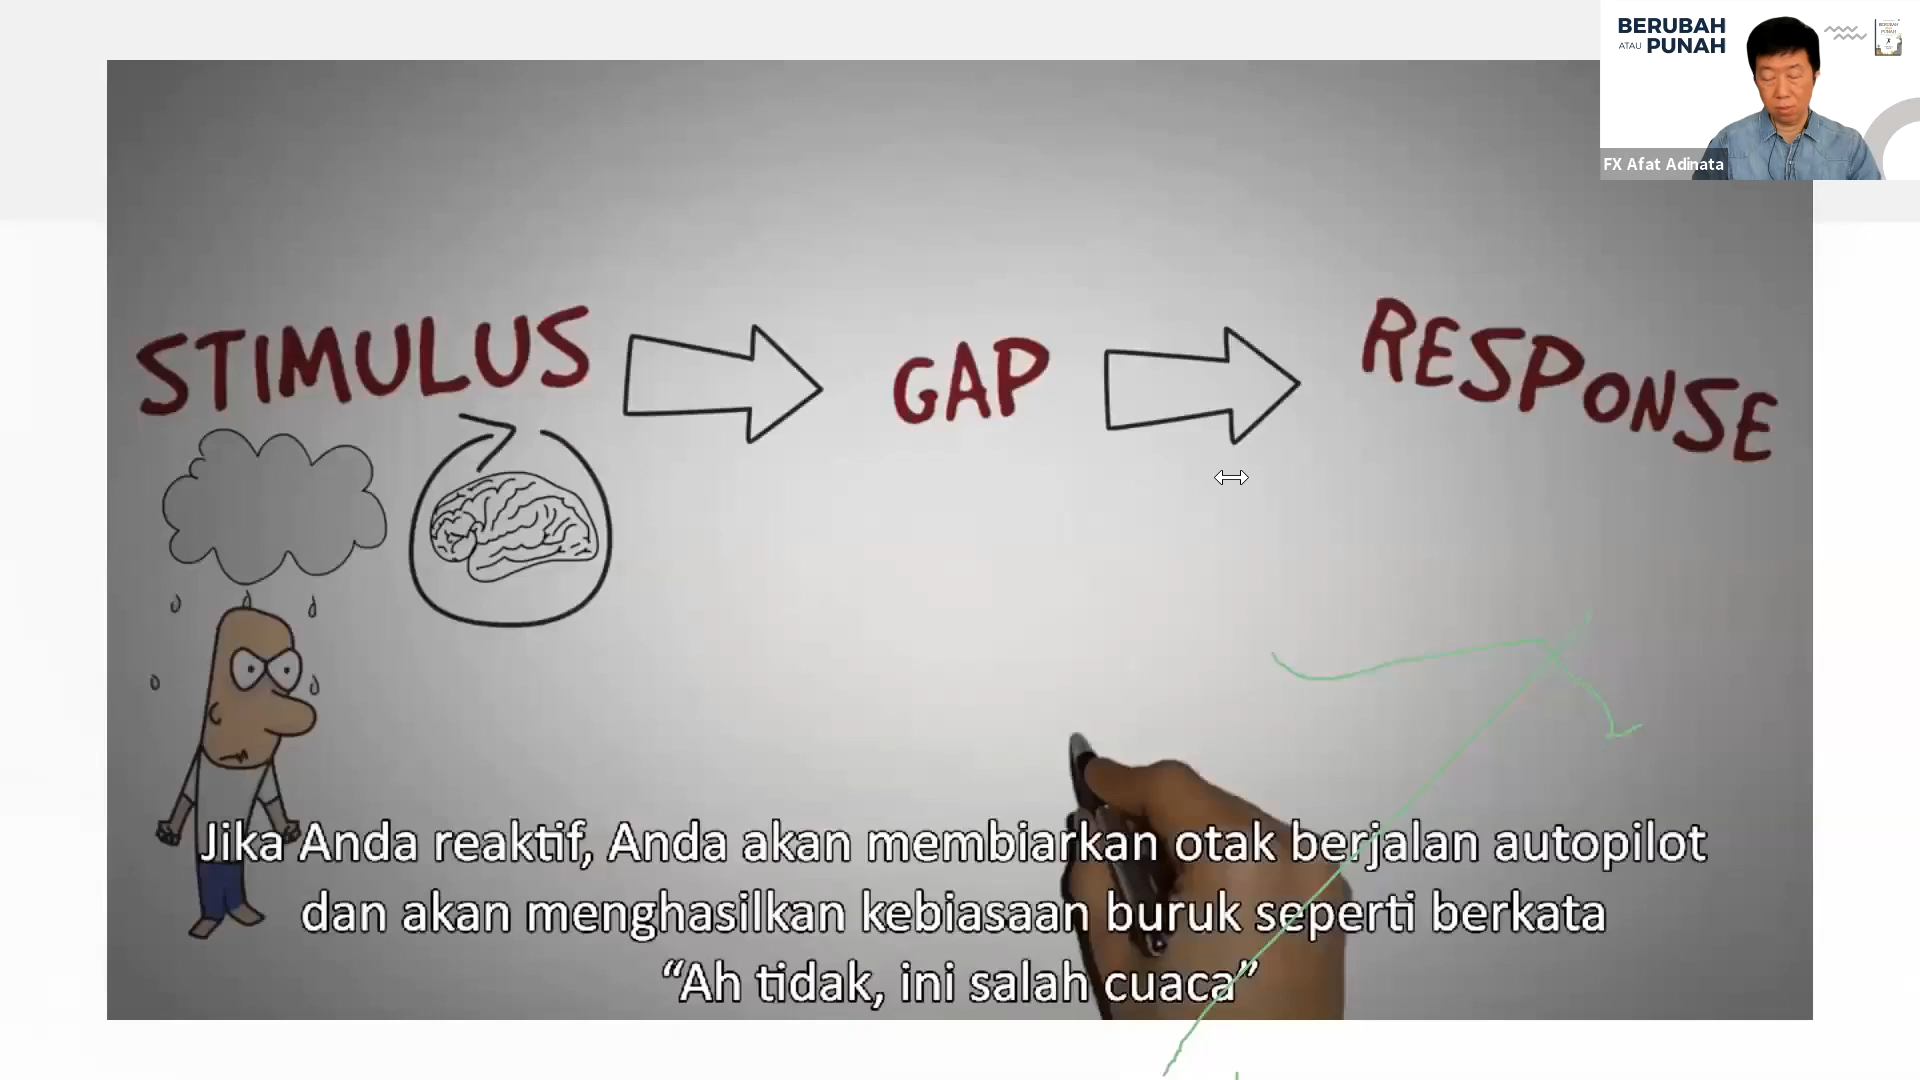 BERUBAH
ATAU PUNAH
FX Afat Adinata
STIMULUS
GAP
RESPONSE
Jika Anda reaktif, Anda akan membiarkan otak berjalan autopilot
dan akan menghasilkan kebiasaan buruk seperti berkata
“Ah tidak, ini salah cuaca”